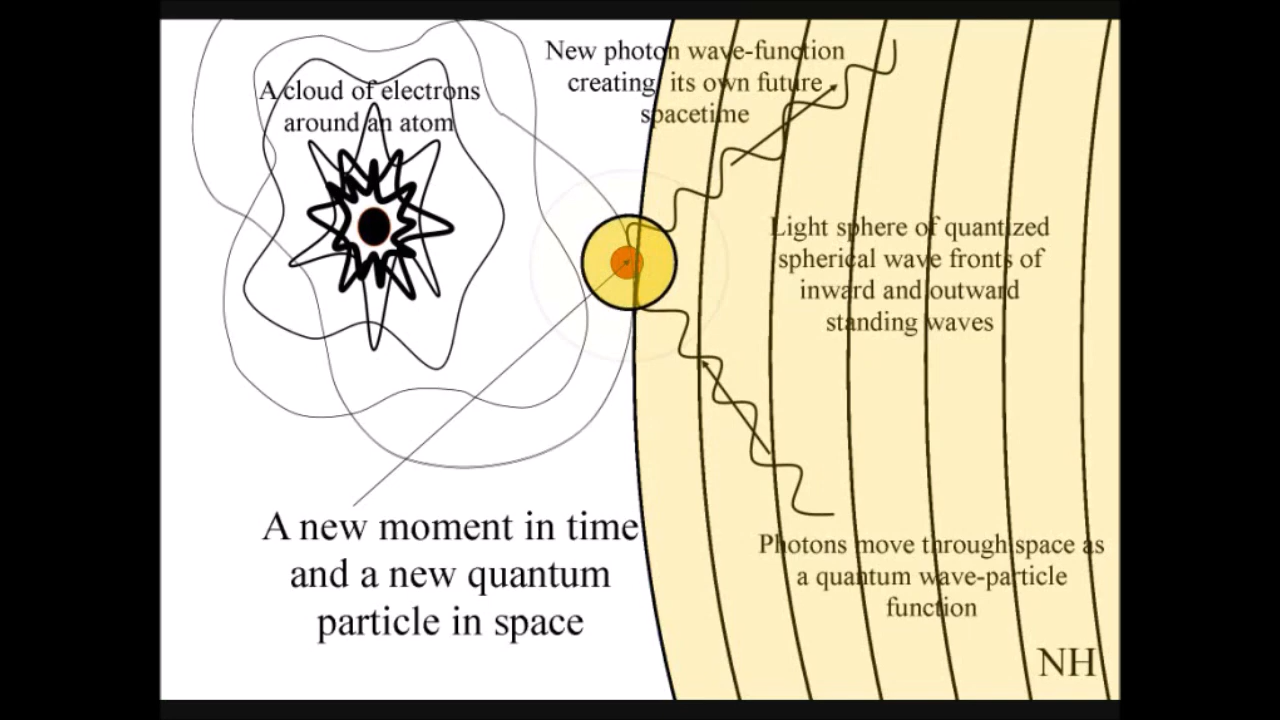 New photon wave-function
creating its own future
spacetime
A cloud of electrons
around an atom
Light sphere of quantized
spherical wave fronts of
inward and outward
standing waves
A new moment in time
and a new quantum
particle in space
Photons move through space as
a quantum wave-particle
function
NH